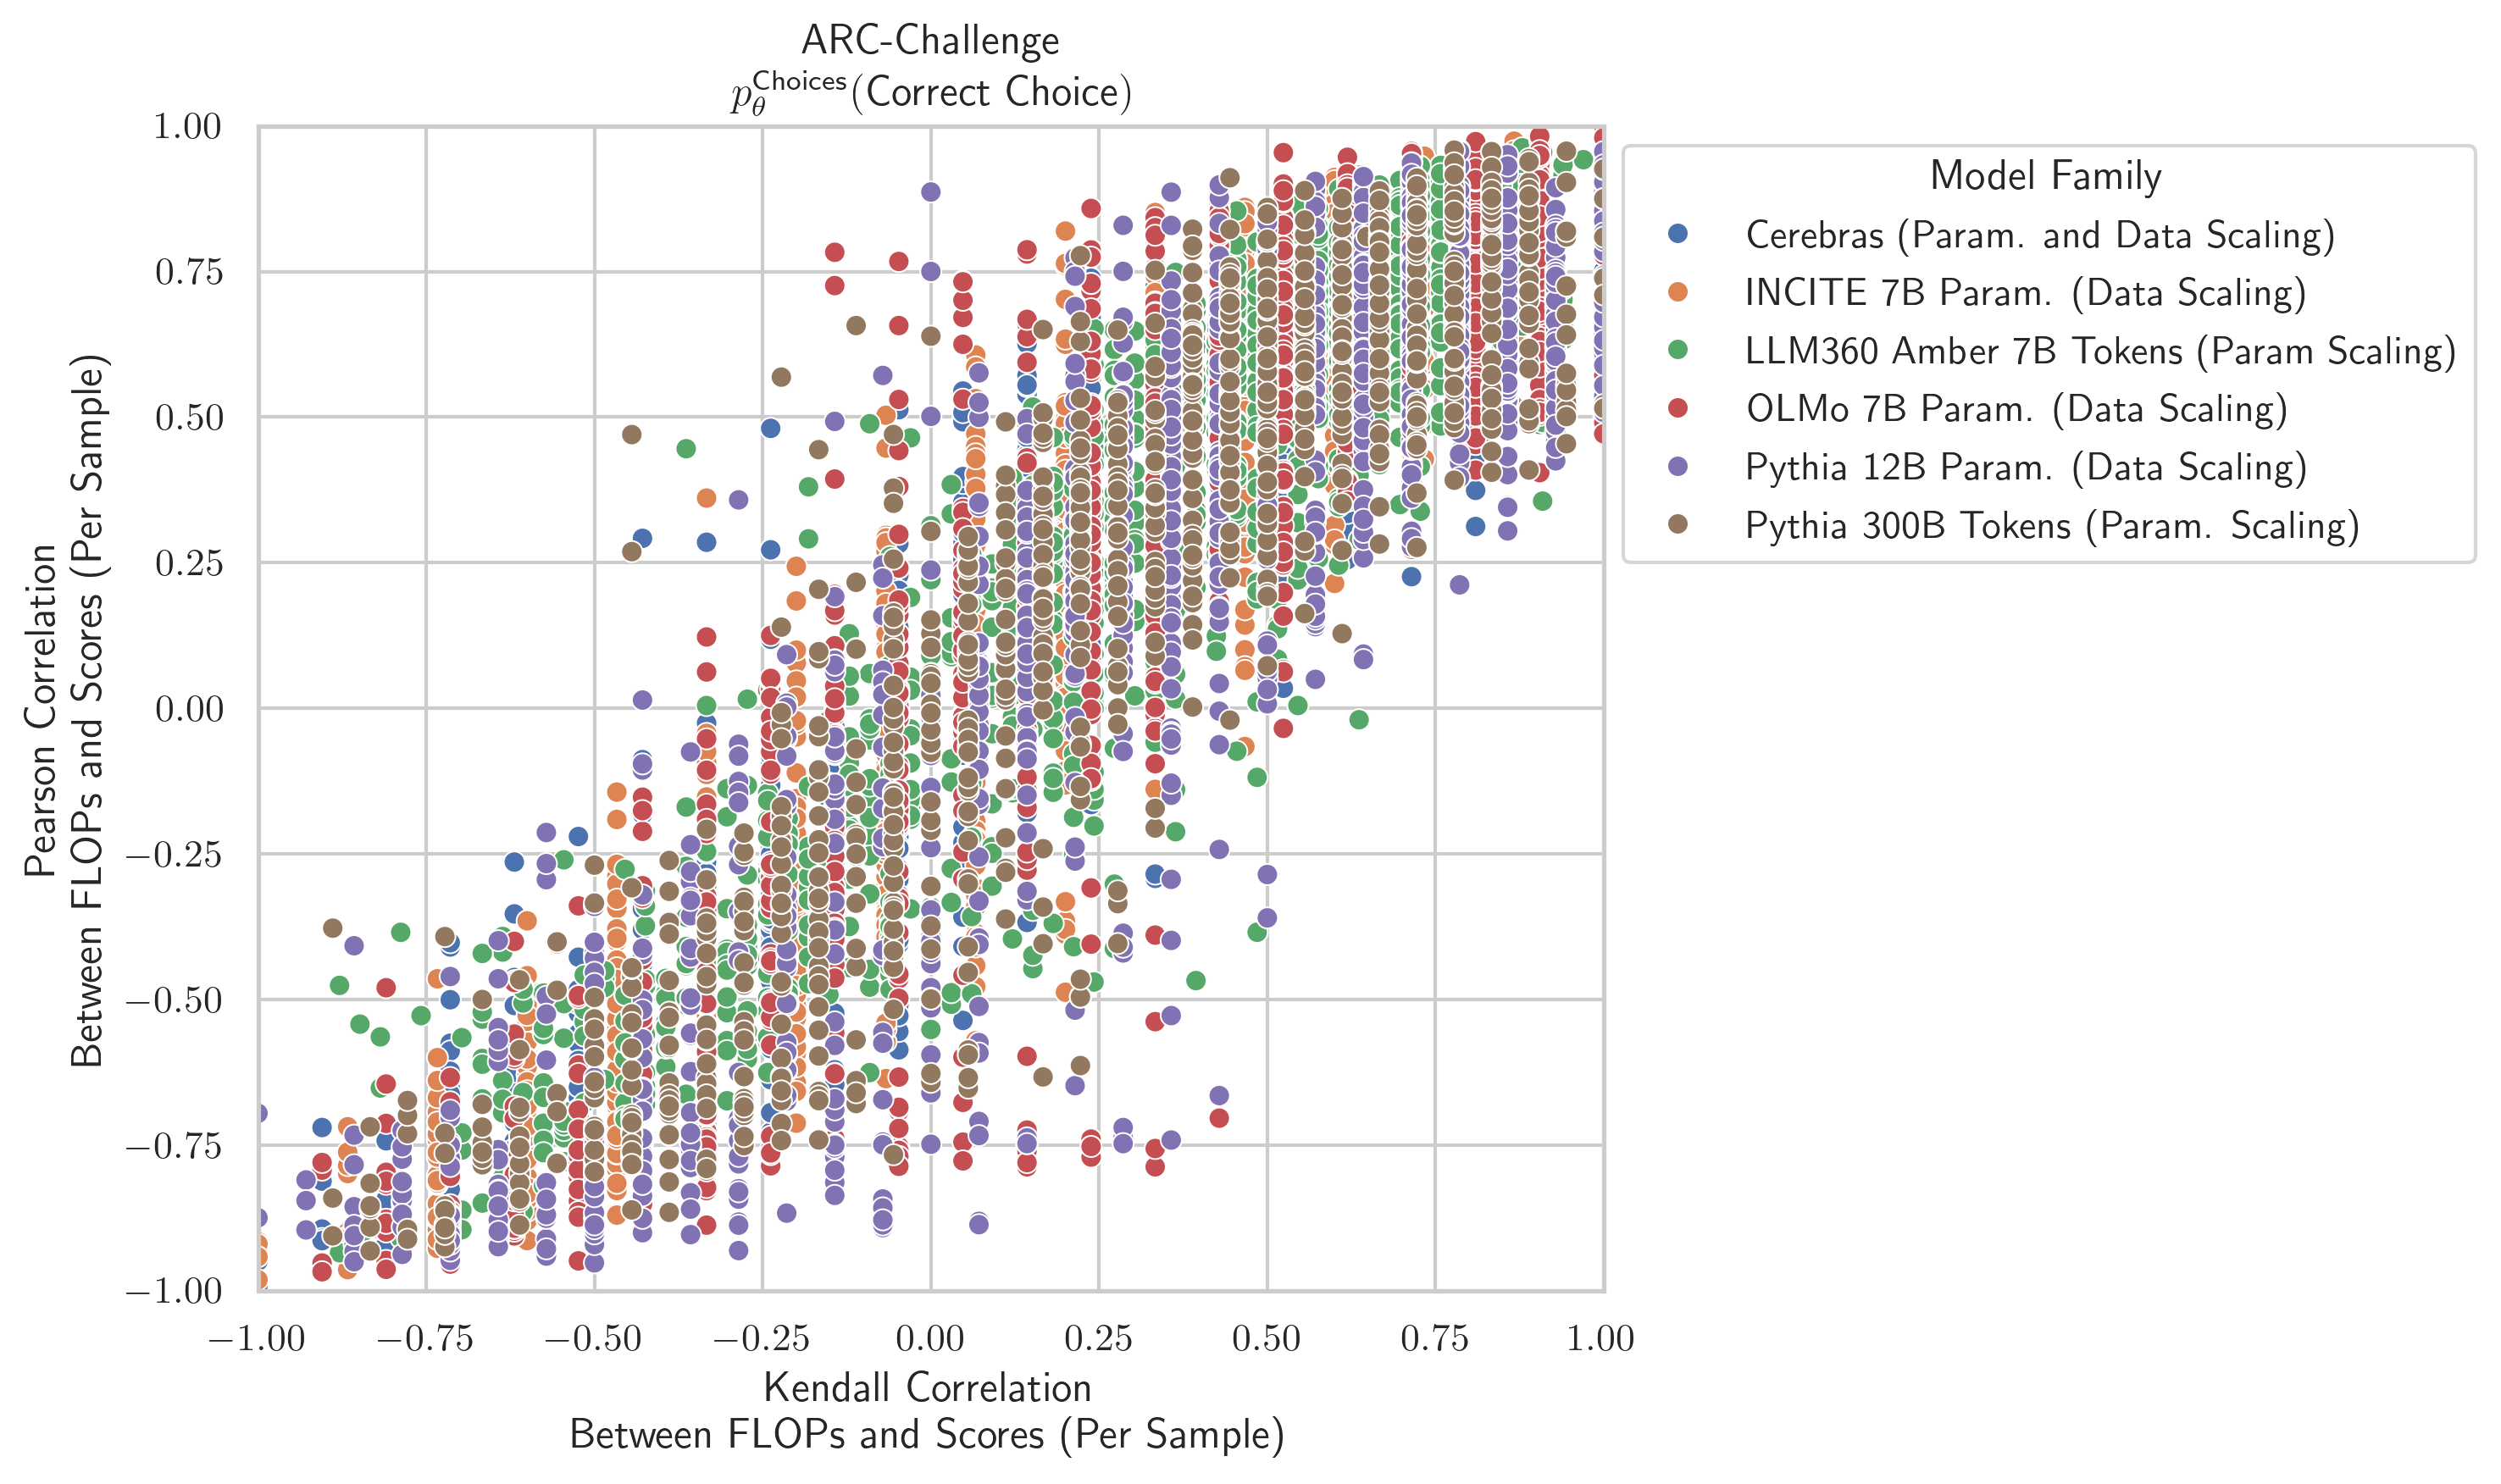 ARC-Challenge
p_θ^Choices(Correct Choice)
1.00
0.75
0.50
0.25
0.00
−0.25
−0.50
−0.75
−1.00
Pearson Correlation
Between FLOPs and Scores (Per Sample)
−1.00 −0.75 −0.50 −0.25 0.00 0.25 0.50 0.75 1.00
Kendall Correlation
Between FLOPs and Scores (Per Sample)
Model Family
Cerebras (Param. and Data Scaling)
INCITE 7B Param. (Data Scaling)
LLM360 Amber 7B Tokens (Param Scaling)
OLMo 7B Param. (Data Scaling)
Pythia 12B Param. (Data Scaling)
Pythia 300B Tokens (Param. Scaling)